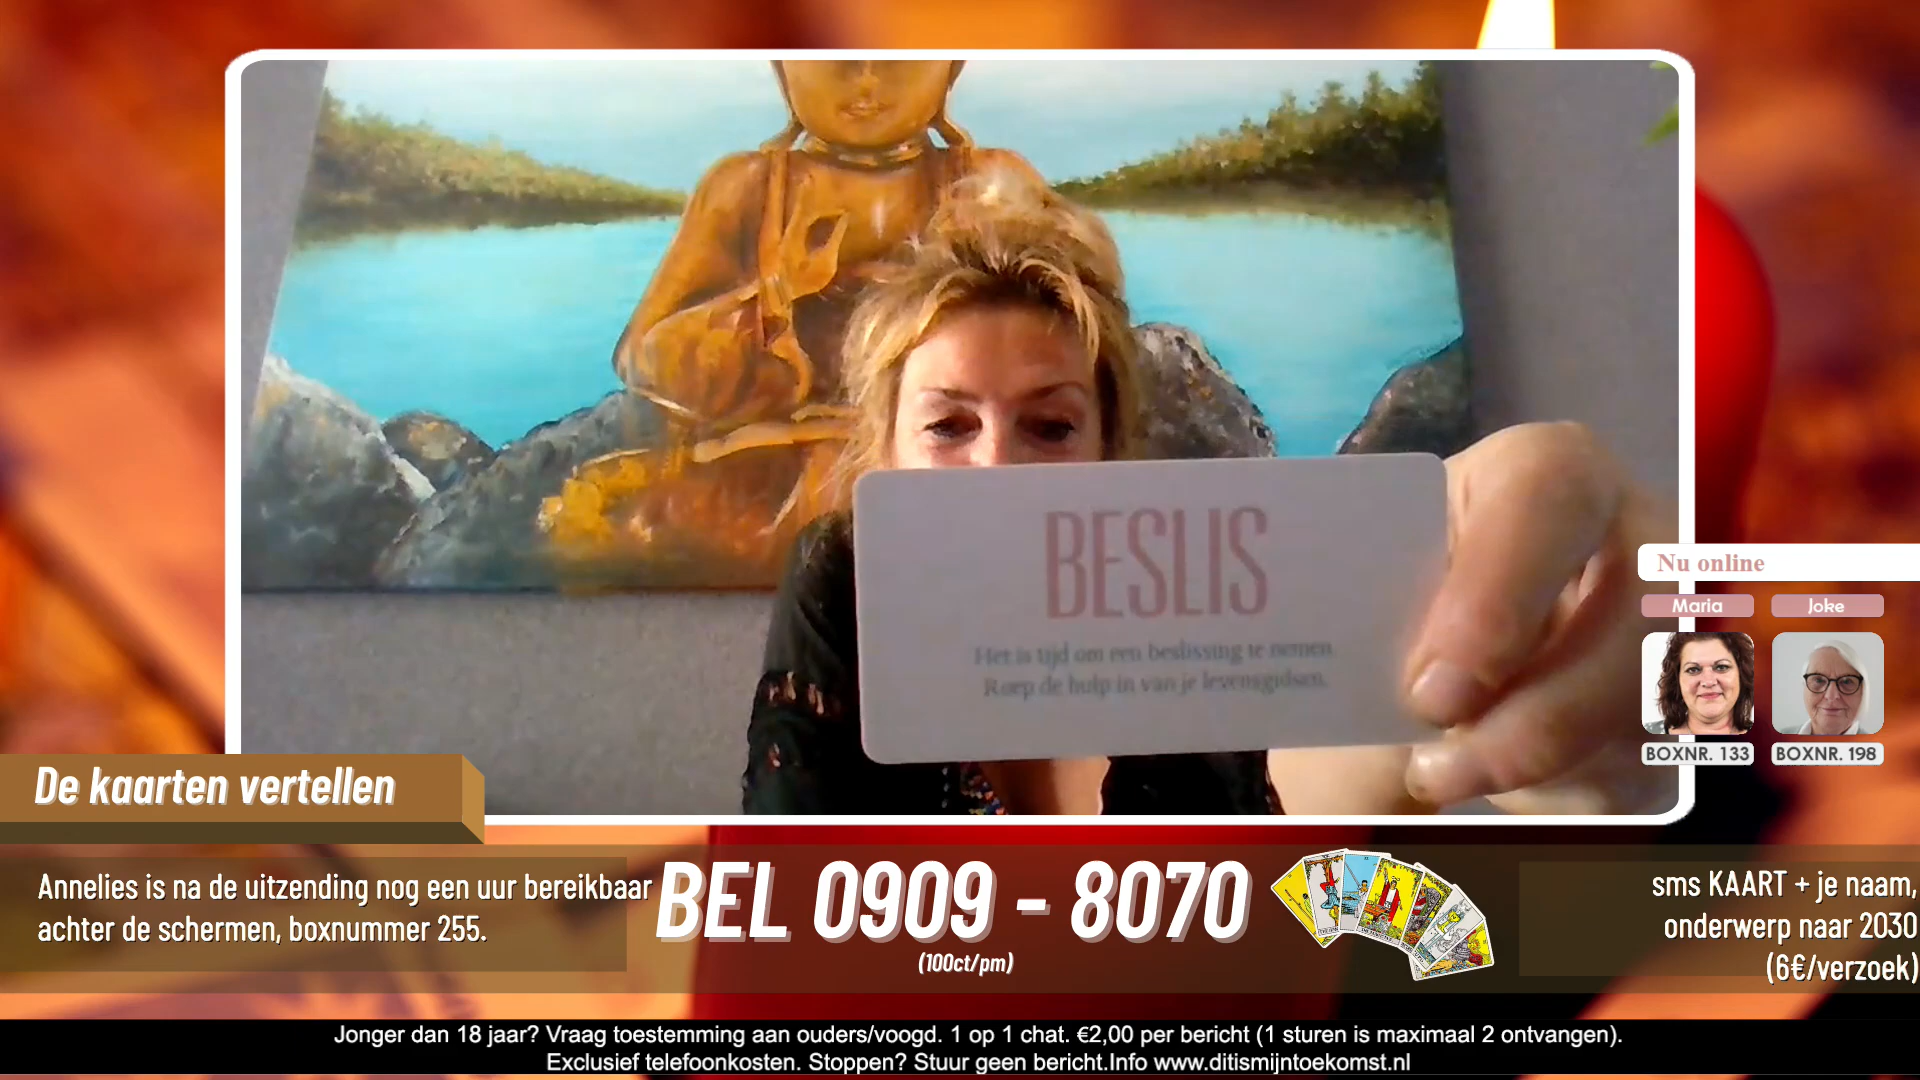 BESLIS
Het is tijd om een beslissing te nemen
Roep de hulp in van je levensgidsen.
Nu online
Maria
Joke
BOXNR. 133
BOXNR. 198
De kaarten vertellen
Annelies is na de uitzending nog een uur bereikbaar
achter de schermen, boxnummer 255.
BEL 0909 - 8070
(100ct/pm)
sms KAART + je naam,
onderwerp naar 2030
(6€/verzoek)
Jonger dan 18 jaar? Vraag toestemming aan ouders/voogd. 1 op 1 chat. €2,00 per bericht (1 sturen is maximaal 2 ontvangen).
Exclusief telefoonkosten. Stoppen? Stuur geen bericht.Info www.ditismijntoekomst.nl